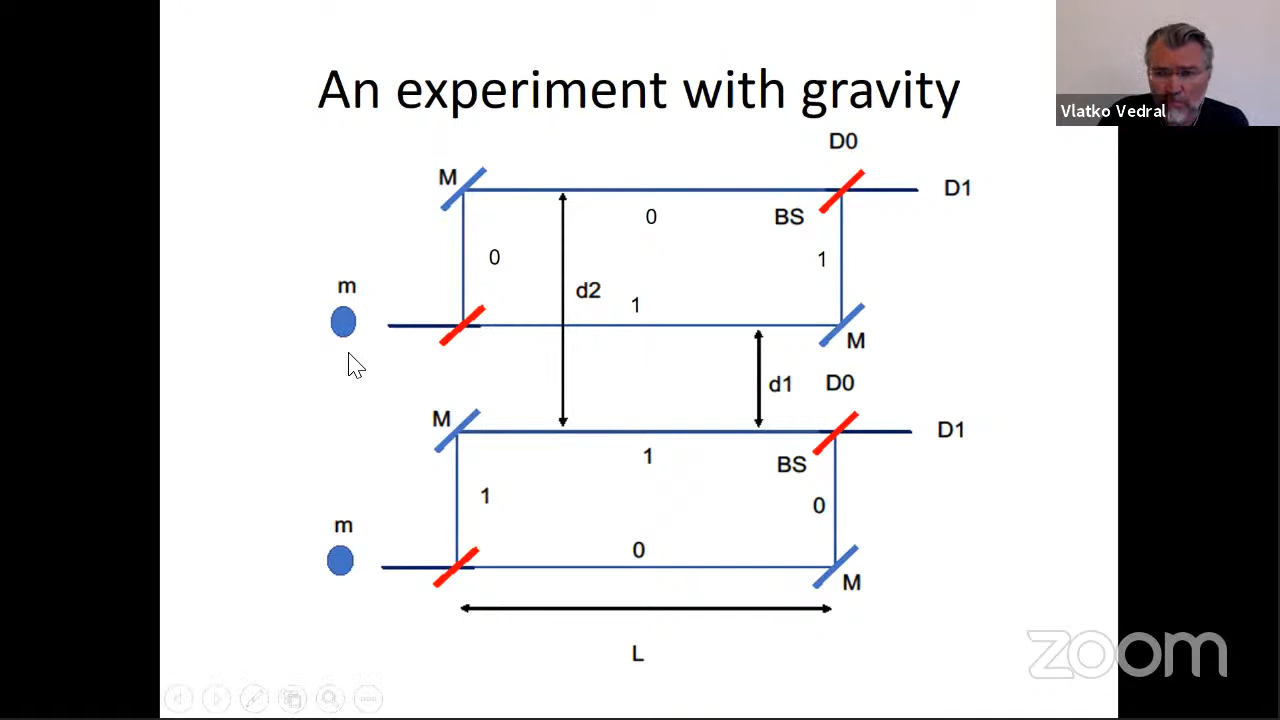 An experiment with gravity
Vlatko Vedral
D0
M
D1
0
BS
0
1
m
d2
1
M
d1
D0
M
D1
1
BS
1
0
m
0
M
L
zoom